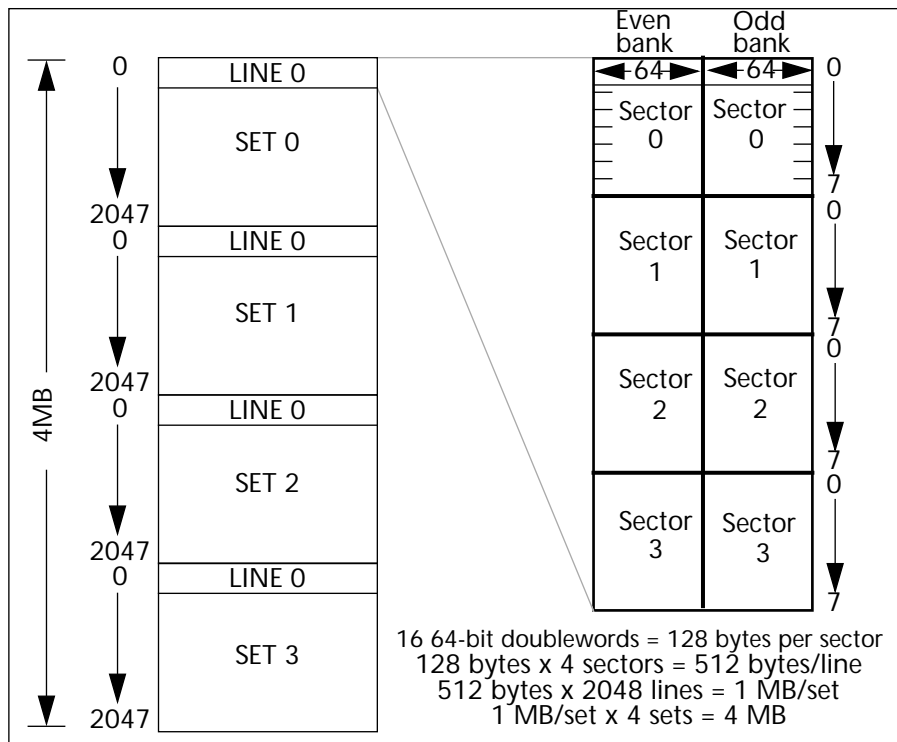 4MB
0
LINE 0
SET 0
2047
0
LINE 0
SET 1
2047
0
LINE 0
SET 2
2047
0
LINE 0
SET 3
2047
Even bank
Odd bank
64
64
0
Sector 0
Sector 0
7
0
Sector 1
Sector 1
7
0
Sector 2
Sector 2
7
0
Sector 3
Sector 3
7
16 64-bit doublewords = 128 bytes per sector
128 bytes x 4 sectors = 512 bytes/line
512 bytes x 2048 lines = 1 MB/set
1 MB/set x 4 sets = 4 MB